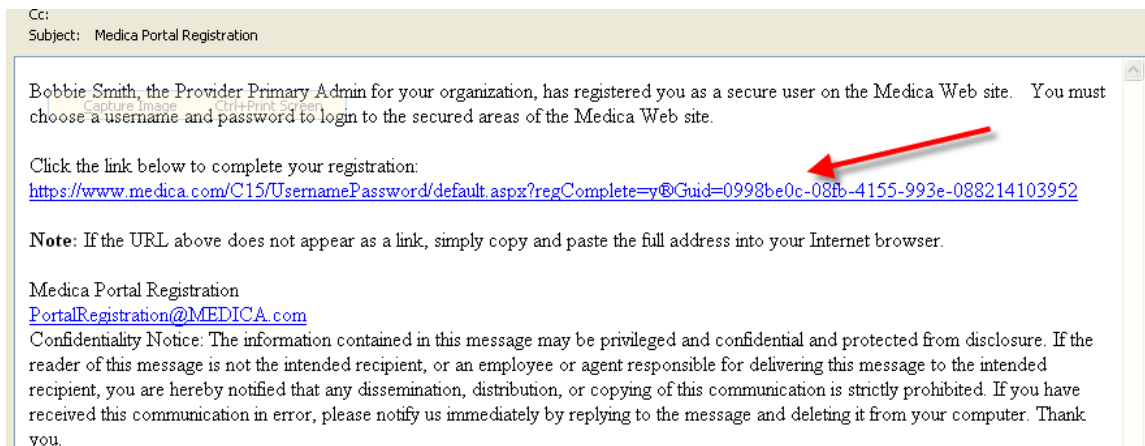 Cc:
Subject: Medica Portal Registration
Bobbie Smith, the Provider Primary Admin for your organization, has registered you as a secure user on the Medica Web site. You must
Capture Image Ctrl+Print Screen
choose a username and password to login to the secured areas of the Medica Web site.
Click the link below to complete your registration:
https://www.medica.com/C15/UsernamePassword/default.aspx?regComplete=y®Guid=0998be0c-08fb-4155-993e-088214103952
Note: If the URL above does not appear as a link, simply copy and paste the full address into your Internet browser.
Medica Portal Registration
PortalRegistration@MEDICA.com
Confidentiality Notice: The information contained in this message may be privileged and confidential and protected from disclosure. If the
reader of this message is not the intended recipient, or an employee or agent responsible for delivering this message to the intended
recipient, you are hereby notified that any dissemination, distribution, or copying of this communication is strictly prohibited. If you have
received this communication in error, please notify us immediately by replying to the message and deleting it from your computer. Thank
you.